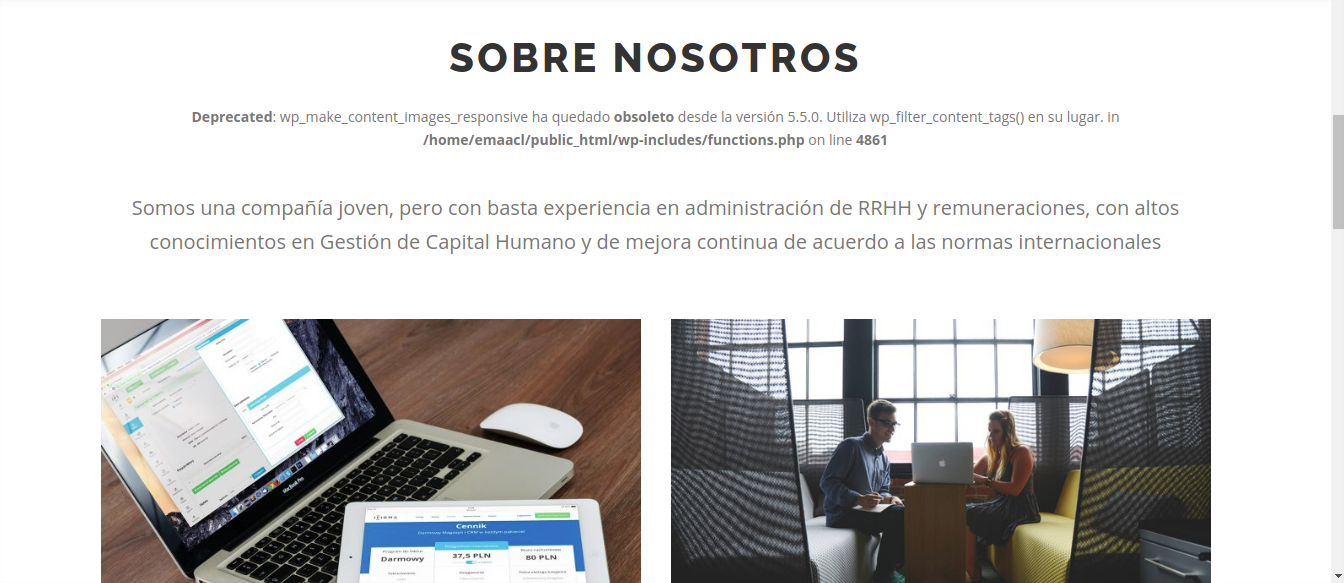 SOBRE NOSOTROS
Deprecated: wp_make_content_images_responsive ha quedado obsoleto desde la versión 5.5.0. Utiliza wp_filter_content_tags() en su lugar. in
/home/emaacl/public_html/wp-includes/functions.php on line 4861
Somos una compañía joven, pero con basta experiencia en administración de RRHH y remuneraciones, con altos
conocimientos en Gestión de Capital Humano y de mejora continua de acuerdo a las normas internacionales
MacBook Pro
Cennik
Darmowy 37,5 PLN 80 PLN